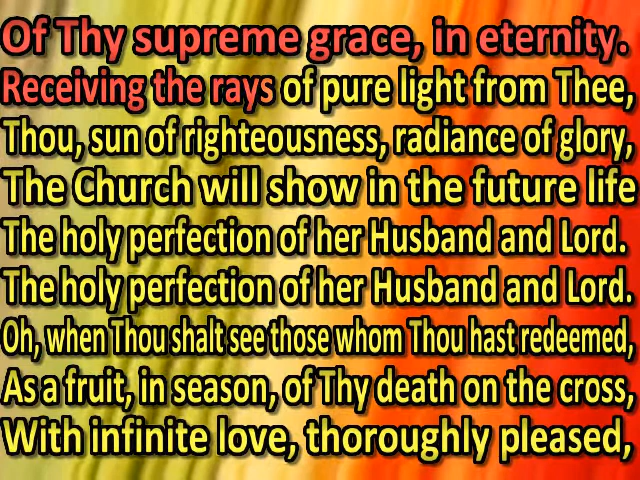 Of Thy supreme grace, in eternity.
Receiving the rays of pure light from Thee,
Thou, sun of righteousness, radiance of glory,
The Church will show in the future life
The holy perfection of her Husband and Lord.
The holy perfection of her Husband and Lord.
Oh, when Thou shalt see those whom Thou hast redeemed,
As a fruit, in season, of Thy death on the cross,
With infinite love, thoroughly pleased,